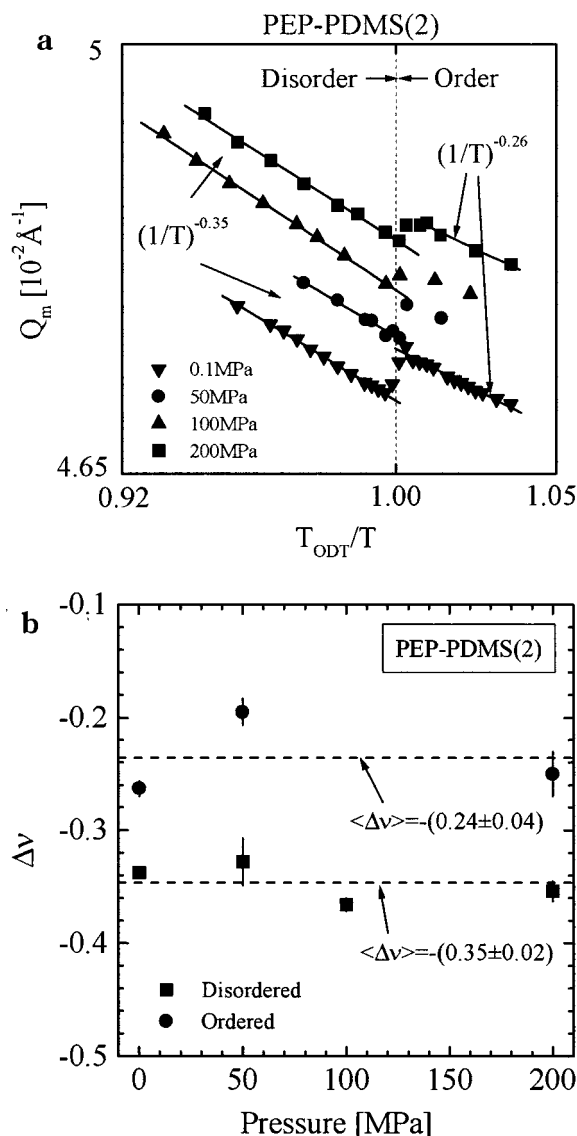 a
PEP-PDMS(2)
5
Disorder
Order
(1/T)^-0.26
(1/T)^-0.35
Q_m [10^-2 Å^-1]
0.1MPa
50MPa
100MPa
200MPa
4.65
0.92
1.00
1.05
T_ODT/T
b
-0.1
PEP-PDMS(2)
-0.2
<Δν>=-(0.24±0.04)
-0.3
Δν
<Δν>=-(0.35±0.02)
-0.4
Disordered
Ordered
-0.5
0
50
100
150
200
Pressure [MPa]